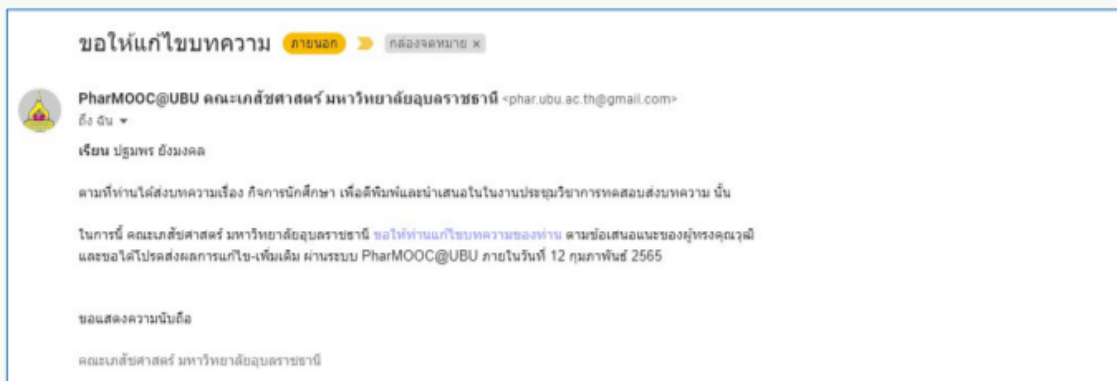 ขอให้แก้ไขบทความ ภายนอก กล่องจดหมาย ×
PharMOOC@UBU คณะเภสัชศาสตร์ มหาวิทยาลัยอุบลราชธานี <phar.ubu.ac.th@gmail.com>
ถึง ฉัน
เรียน ปฐมพร ยังมงคล
ตามที่ท่านได้ส่งบทความเรื่อง กิจการนักศึกษา เพื่อตีพิมพ์และนำเสนอในในงานประชุมวิชาการทดสอบส่งบทความ นั้น
ในการนี้ คณะเภสัชศาสตร์ มหาวิทยาลัยอุบลราชธานี ขอให้ท่านแก้ไขบทความของท่าน ตามข้อเสนอแนะของผู้ทรงคุณวุฒิ
และขอได้โปรดส่งผลการแก้ไข-เพิ่มเติม ผ่านระบบ PharMOOC@UBU ภายในวันที่ 12 กุมภาพันธ์ 2565
ขอแสดงความนับถือ
คณะเภสัชศาสตร์ มหาวิทยาลัยอุบลราชธานี